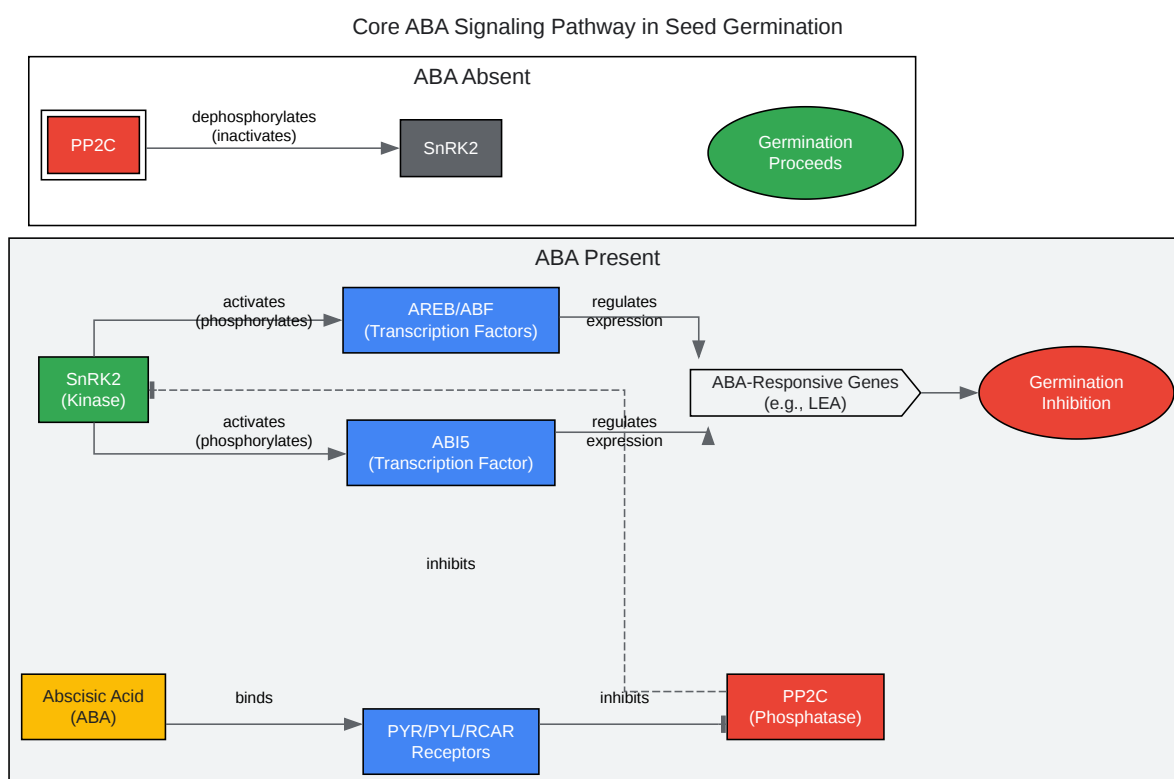 Core ABA Signaling Pathway in Seed Germination
ABA Absent
PP2C
dephosphorylates
(inactivates)
SnRK2
Germination
Proceeds
ABA Present
SnRK2
(Kinase)
activates
(phosphorylates)
AREB/ABF
(Transcription Factors)
regulates
expression
activates
(phosphorylates)
ABI5
(Transcription Factor)
regulates
expression
ABA-Responsive Genes
(e.g., LEA)
Germination
Inhibition
inhibits
Abscisic Acid
(ABA)
binds
PYR/PYL/RCAR
Receptors
inhibits
PP2C
(Phosphatase)